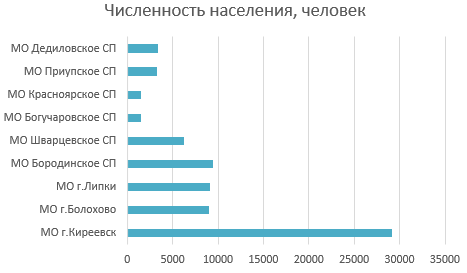 Численность населения, человек
МО Дедиловское СП
МО Приупское СП
МО Красноярское СП
МО Богучаровское СП
МО Шварцевское СП
МО Бородинское СП
МО г.Липки
МО г.Болохово
МО г.Киреевск
0 5000 10000 15000 20000 25000 30000 35000